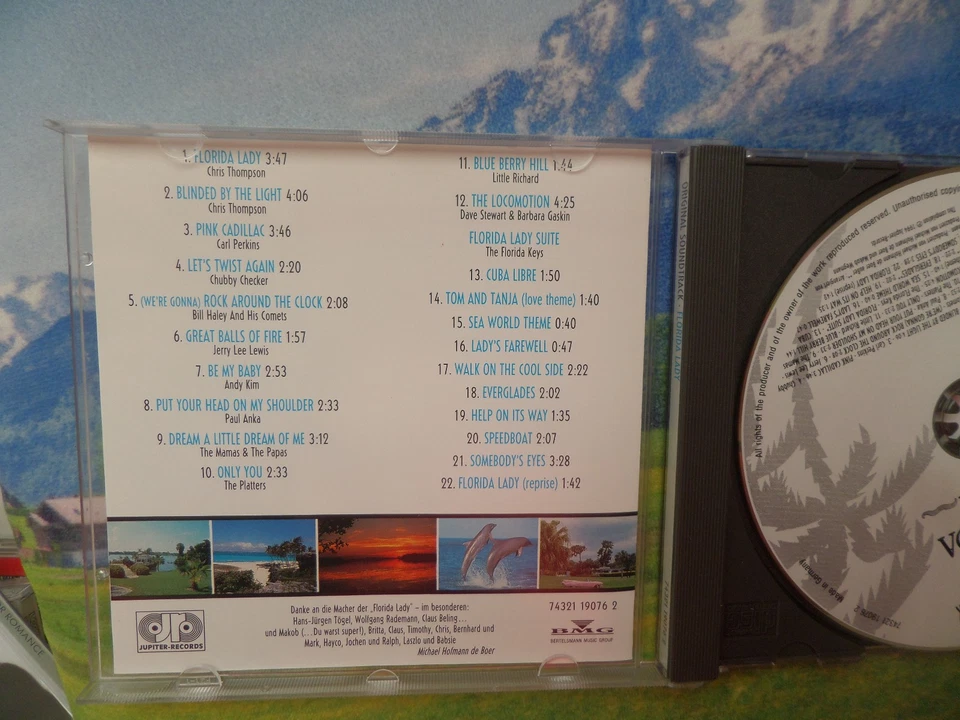 1. FLORIDA LADY 3:47
Chris Thompson
2. BLINDED BY THE LIGHT 4:06
Chris Thompson
3. PINK CADILLAC 3:46
Carl Perkins
4. LET'S TWIST AGAIN 2:20
Chubby Checker
5. (WE'RE GONNA) ROCK AROUND THE CLOCK 2:08
Bill Haley And His Comets
6. GREAT BALLS OF FIRE 1:57
Jerry Lee Lewis
7. BE MY BABY 2:53
Andy Kim
8. PUT YOUR HEAD ON MY SHOULDER 2:33
Paul Anka
9. DREAM A LITTLE DREAM OF ME 3:12
The Mamas & The Papas
10. ONLY YOU 2:33
The Platters
11. BLUE BERRY HILL 1:44
Little Richard
12. THE LOCOMOTION 4:25
Dave Stewart & Barbara Gaskin
FLORIDA LADY SUITE
The Florida Keys
13. CUBA LIBRE 1:50
14. TOM AND TANJA (love theme) 1:40
15. SEA WORLD THEME 0:40
16. LADY'S FAREWELL 0:47
17. WALK ON THE COOL SIDE 2:22
18. EVERGLADES 2:02
19. HELP ON ITS WAY 1:35
20. SPEEDBOAT 2:07
21. SOMEBODY'S EYES 3:28
22. FLORIDA LADY (reprise) 1:42
JUPITER-RECORDS
Danke an die Macher der „Florida Lady" – im besonderen:
Hans-Jürgen Tögel, Wolfgang Rademann, Claus Beling...
und Makob (...Du warst super!), Britta, Claus, Timothy, Chris, Bernhard und
Mark, Hayco, Jochen und Ralph, Laszlo und Babsie
Michael Hofmann de Boer
74321 19076 2
BMG
BERTELSMANN MUSIC GROUP
ORIGINAL SOUNDTRACK · FLORIDA LADY
All rights of the producer and of the owner of the work reproduced reserved. Unauthorised copying
Made in Germany
ROMANCE